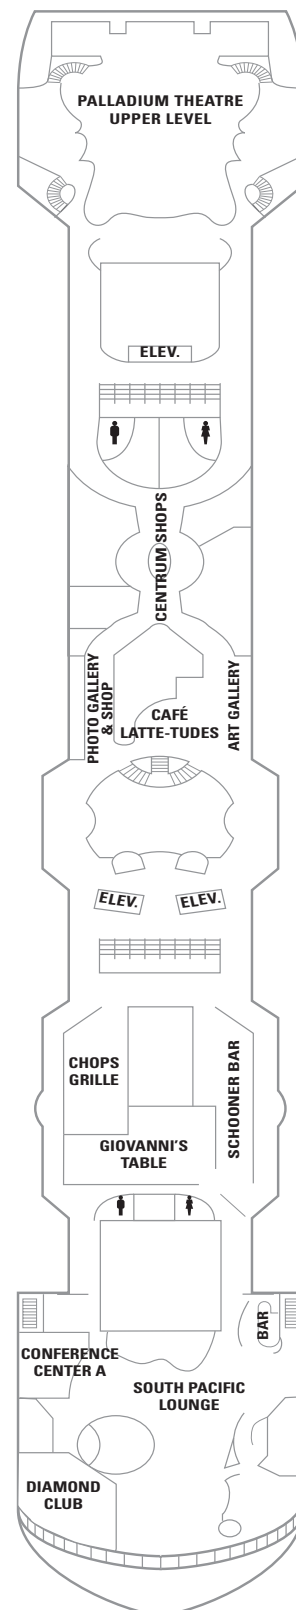 PALLADIUM THEATRE
UPPER LEVEL
ELEV.
CENTRUM SHOPS
PHOTO GALLERY
& SHOP
CAFÉ
LATTE-TUDES
ART GALLERY
ELEV.
ELEV.
CHOPS
GRILLE
SCHOONER BAR
GIOVANNI'S
TABLE
BAR
CONFERENCE
CENTER A
SOUTH PACIFIC
LOUNGE
DIAMOND
CLUB